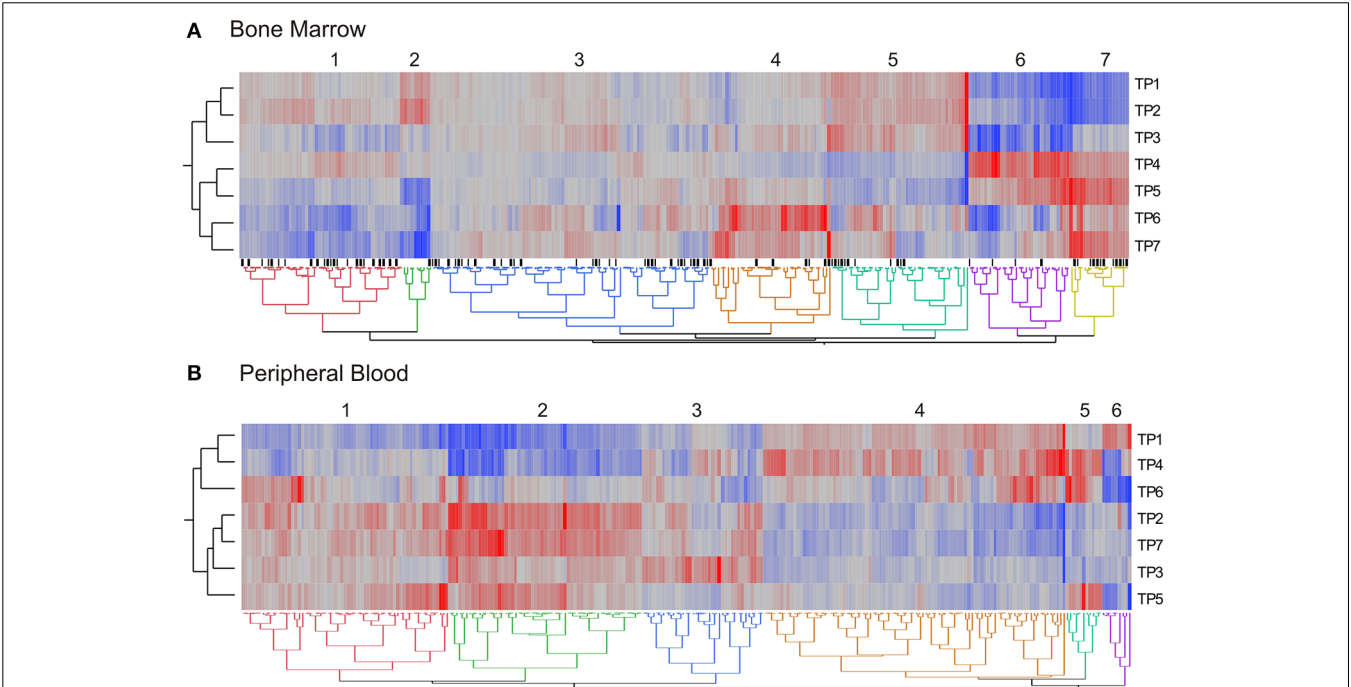 A Bone Marrow
1 2 3 4 5 6 7
TP1
TP2
TP3
TP4
TP5
TP6
TP7
B Peripheral Blood
1 2 3 4 5 6
TP1
TP4
TP6
TP2
TP7
TP3
TP5